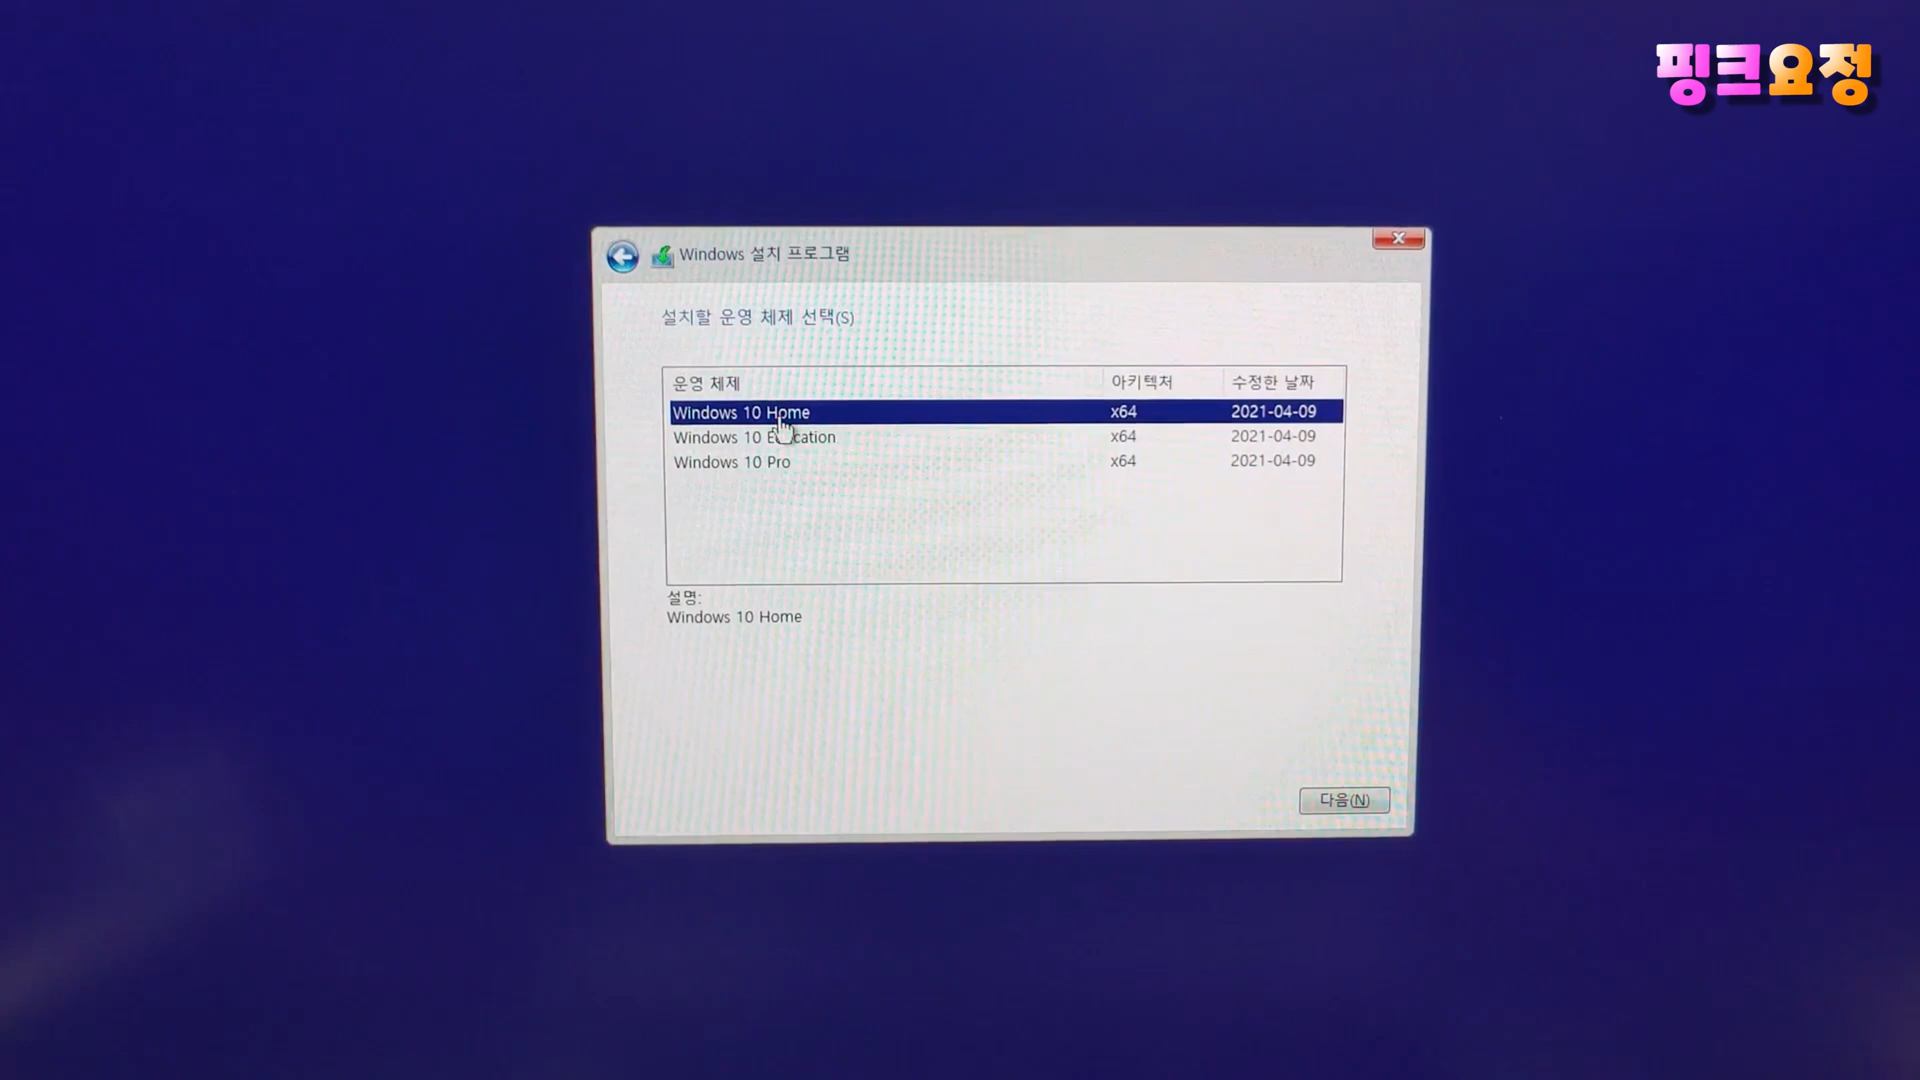 핑크요정
Windows 설치 프로그램
설치할 운영 체제 선택(S)
운영 체제 아키텍처 수정한 날짜
Windows 10 Home x64 2021-04-09
Windows 10 x64 2021-04-09
Windows 10 Pro x64 2021-04-09
설명:
Windows 10 Home
다음(N)